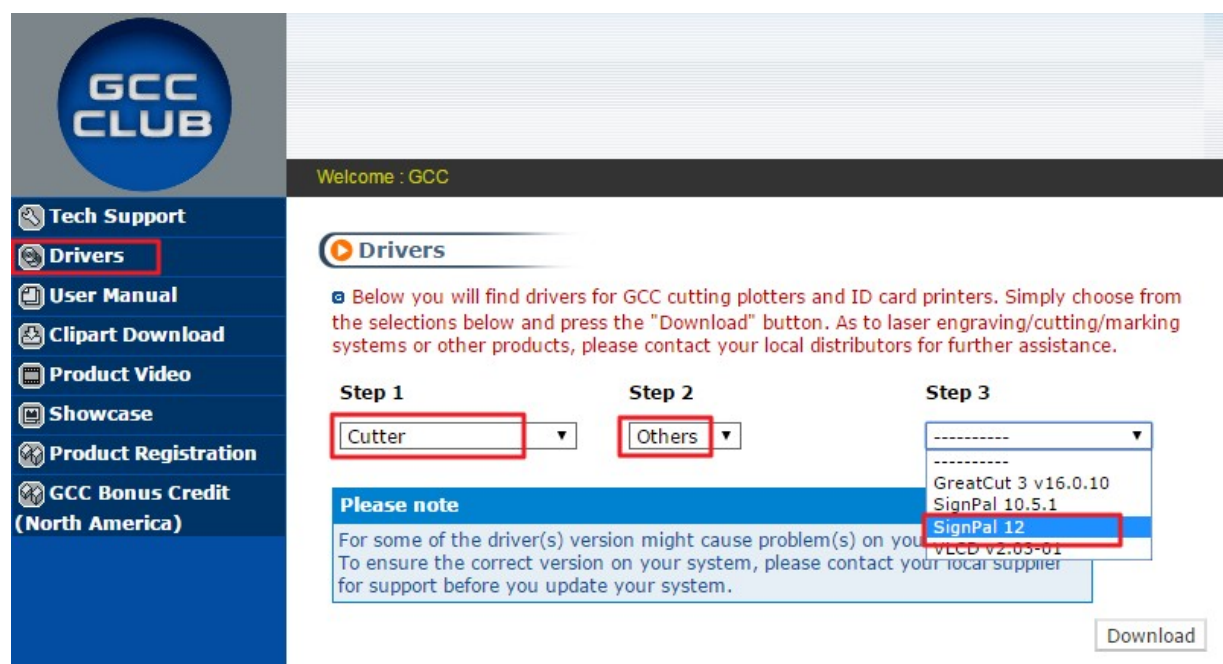 GCC
CLUB
Welcome : GCC
Tech Support
Drivers
User Manual
Clipart Download
Product Video
Showcase
Product Registration
GCC Bonus Credit
(North America)
Drivers
Below you will find drivers for GCC cutting plotters and ID card printers. Simply choose from
the selections below and press the "Download" button. As to laser engraving/cutting/marking
systems or other products, please contact your local distributors for further assistance.
Step 1 Step 2 Step 3
Cutter Others ----------
----------
GreatCut 3 v16.0.10
SignPal 10.5.1
SignPal 12
VLCD v2.03-01
Please note
For some of the driver(s) version might cause problem(s) on
To ensure the correct version on your system, please contact your local supplier
for support before you update your system.
Download